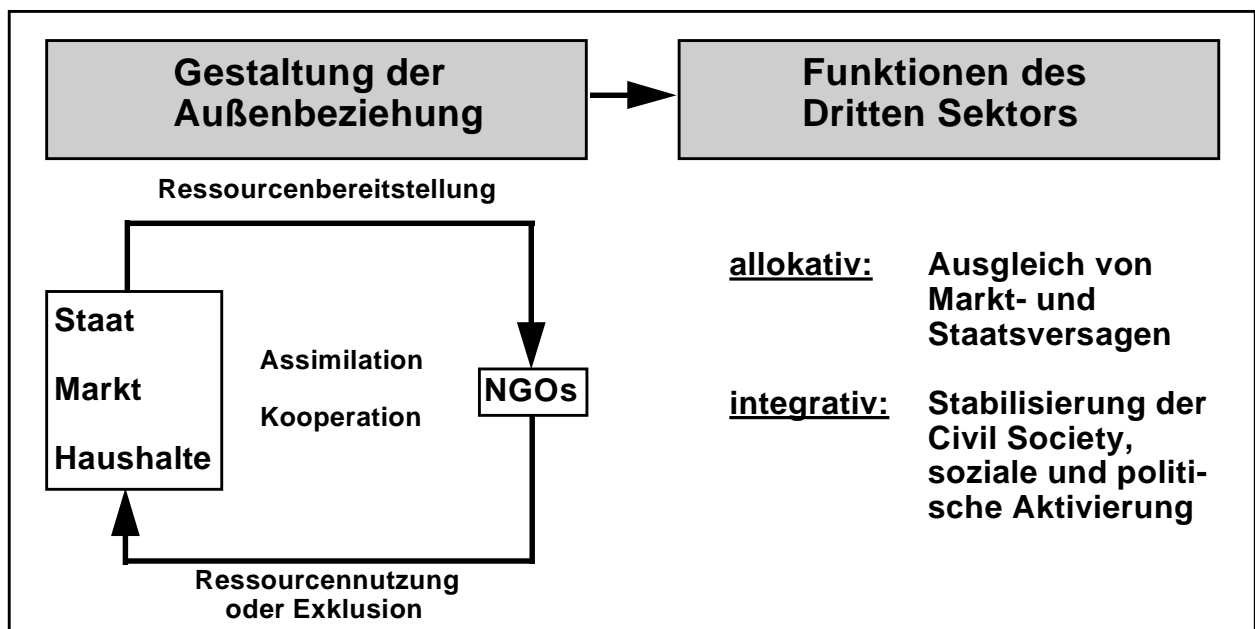 Gestaltung der
Außenbeziehung
Funktionen des
Dritten Sektors
Ressourcenbereitstellung
Staat
Markt
Haushalte
Assimilation
Kooperation
NGOs
Ressourcennutzung
oder Exklusion
allokativ:
Ausgleich von
Markt- und
Staatsversagen
integrativ:
Stabilisierung der
Civil Society,
soziale und politi-
sche Aktivierung